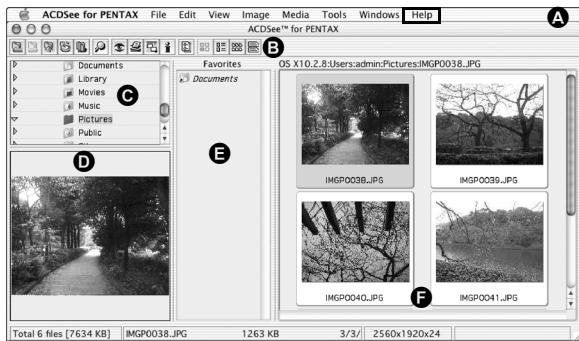 ACDSee for PENTAX File Edit View Image Media Tools Windows Help A
ACDSee™ for PENTAX
B
Documents
Library
Movies
Music
Pictures
Public
C
Favorites
Documents
E
OS X10.2.8:Users:admin:Pictures:IMGP0038.JPG
D
IMGP0038.JPG IMGP0039.JPG
IMGP0040.JPG IMGP0041.JPG
F
Total 6 files [7634 KB] IMGP0038.JPG 1263 KB 3/3/ 2560x1920x24